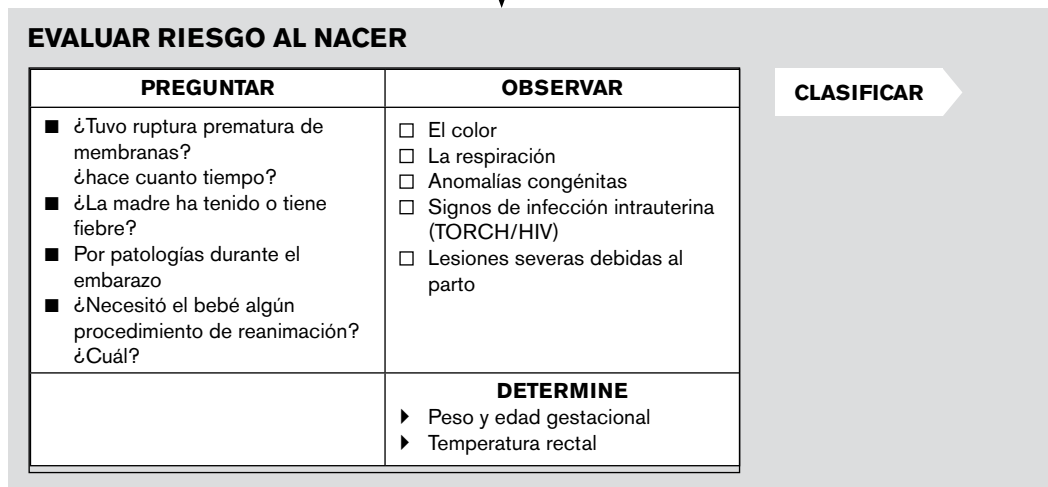 EVALUAR RIESGO AL NACER
PREGUNTAR
■ ¿Tuvo ruptura prematura de
membranas?
¿hace cuanto tiempo?
■ ¿La madre ha tenido o tiene
fiebre?
■ Por patologías durante el
embarazo
■ ¿Necesitó el bebé algún
procedimiento de reanimación?
¿Cuál?
OBSERVAR
□ El color
□ La respiración
□ Anomalías congénitas
□ Signos de infección intrauterina
(TORCH/HIV)
□ Lesiones severas debidas al
parto
DETERMINE
▶ Peso y edad gestacional
▶ Temperatura rectal
CLASIFICAR